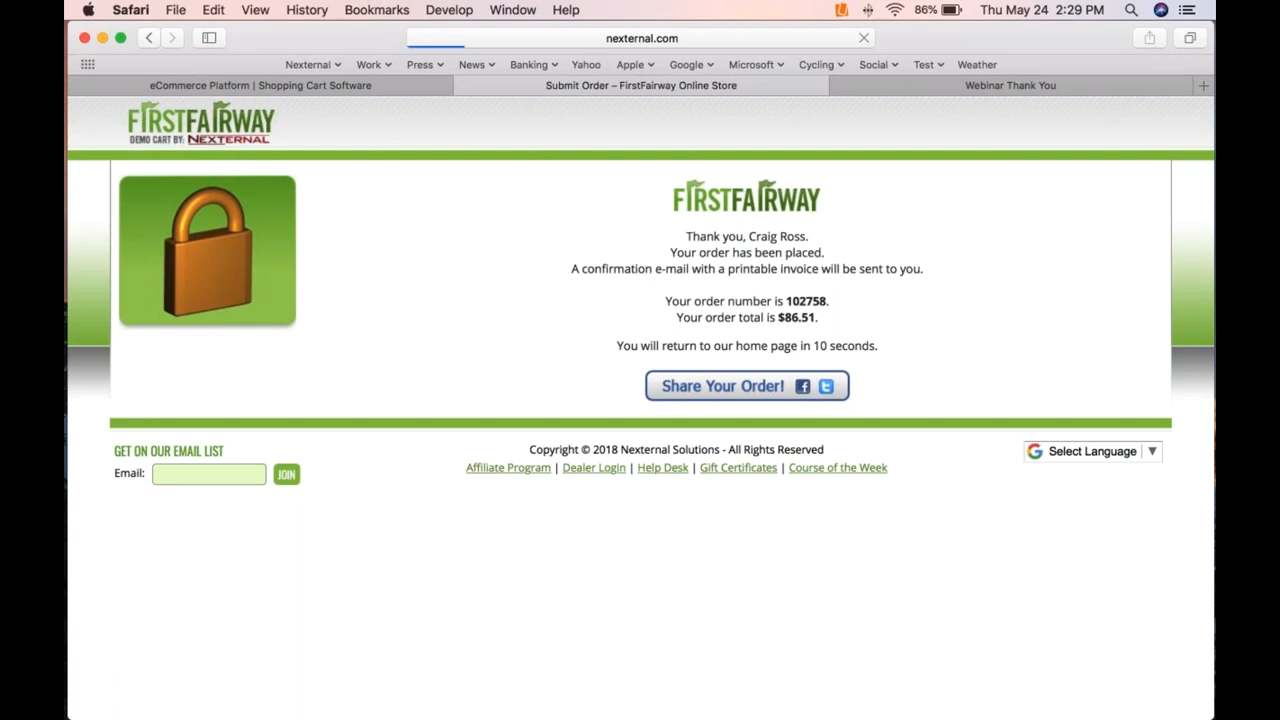 Safari File Edit View History Bookmarks Develop Window Help 86% Thu May 24 2:29 PM
nexternal.com
Nexternal Work Press News Banking Yahoo Apple Google Microsoft Cycling Social Test Weather
eCommerce Platform | Shopping Cart Software
Submit Order – FirstFairway Online Store
Webinar Thank You
FIRSTFAIRWAY
DEMO CART BY: NEXTERNAL
FIRSTFAIRWAY
Thank you, Craig Ross.
Your order has been placed.
A confirmation e-mail with a printable invoice will be sent to you.
Your order number is 102758.
Your order total is $86.51.
You will return to our home page in 10 seconds.
Share Your Order!
GET ON OUR EMAIL LIST
Email: JOIN
Copyright © 2018 Nexternal Solutions - All Rights Reserved
Affiliate Program | Dealer Login | Help Desk | Gift Certificates | Course of the Week
Select Language